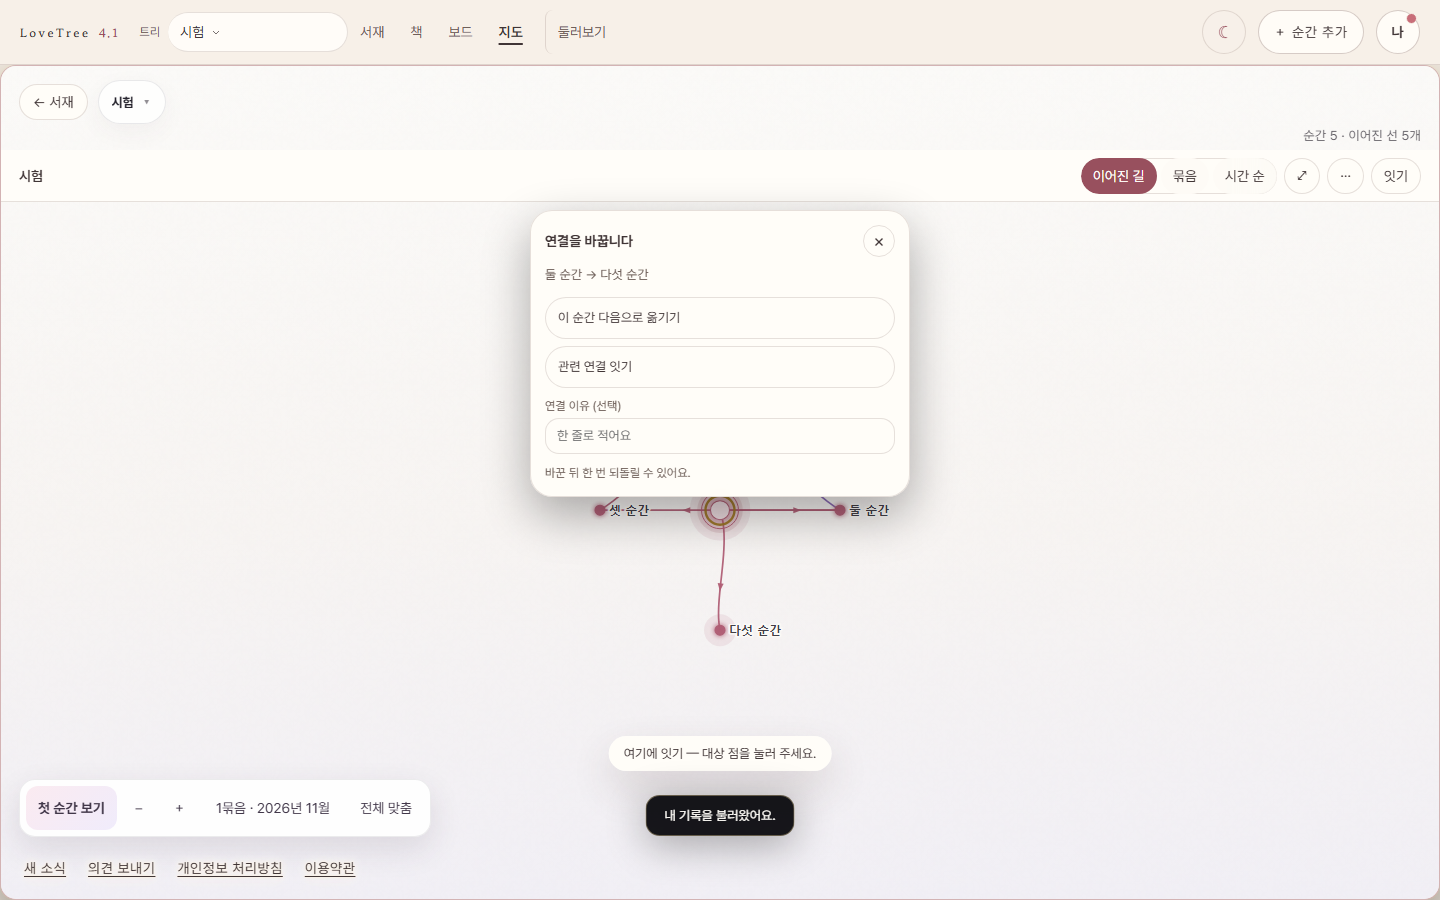 LoveTree 4.1 트리 시험 서재 책 보드 지도 둘러보기 + 순간 추가 나
← 서재 시험
순간 5 · 이어진 선 5개
시험 이어진 길 묶음 시간 순 ⤢ ··· 잇기
연결을 바꿉니다 ×
둘 순간 → 다섯 순간
이 순간 다음으로 옮기기
관련 연결 잇기
연결 이유 (선택)
한 줄로 적어요
바꾼 뒤 한 번 되돌릴 수 있어요.
셋 순간 둘 순간
다섯 순간
여기에 잇기 — 대상 점을 눌러 주세요.
첫 순간 보기 − + 1묶음 · 2026년 11월 전체 맞춤
내 기록을 불러왔어요.
새 소식 의견 보내기 개인정보 처리방침 이용약관